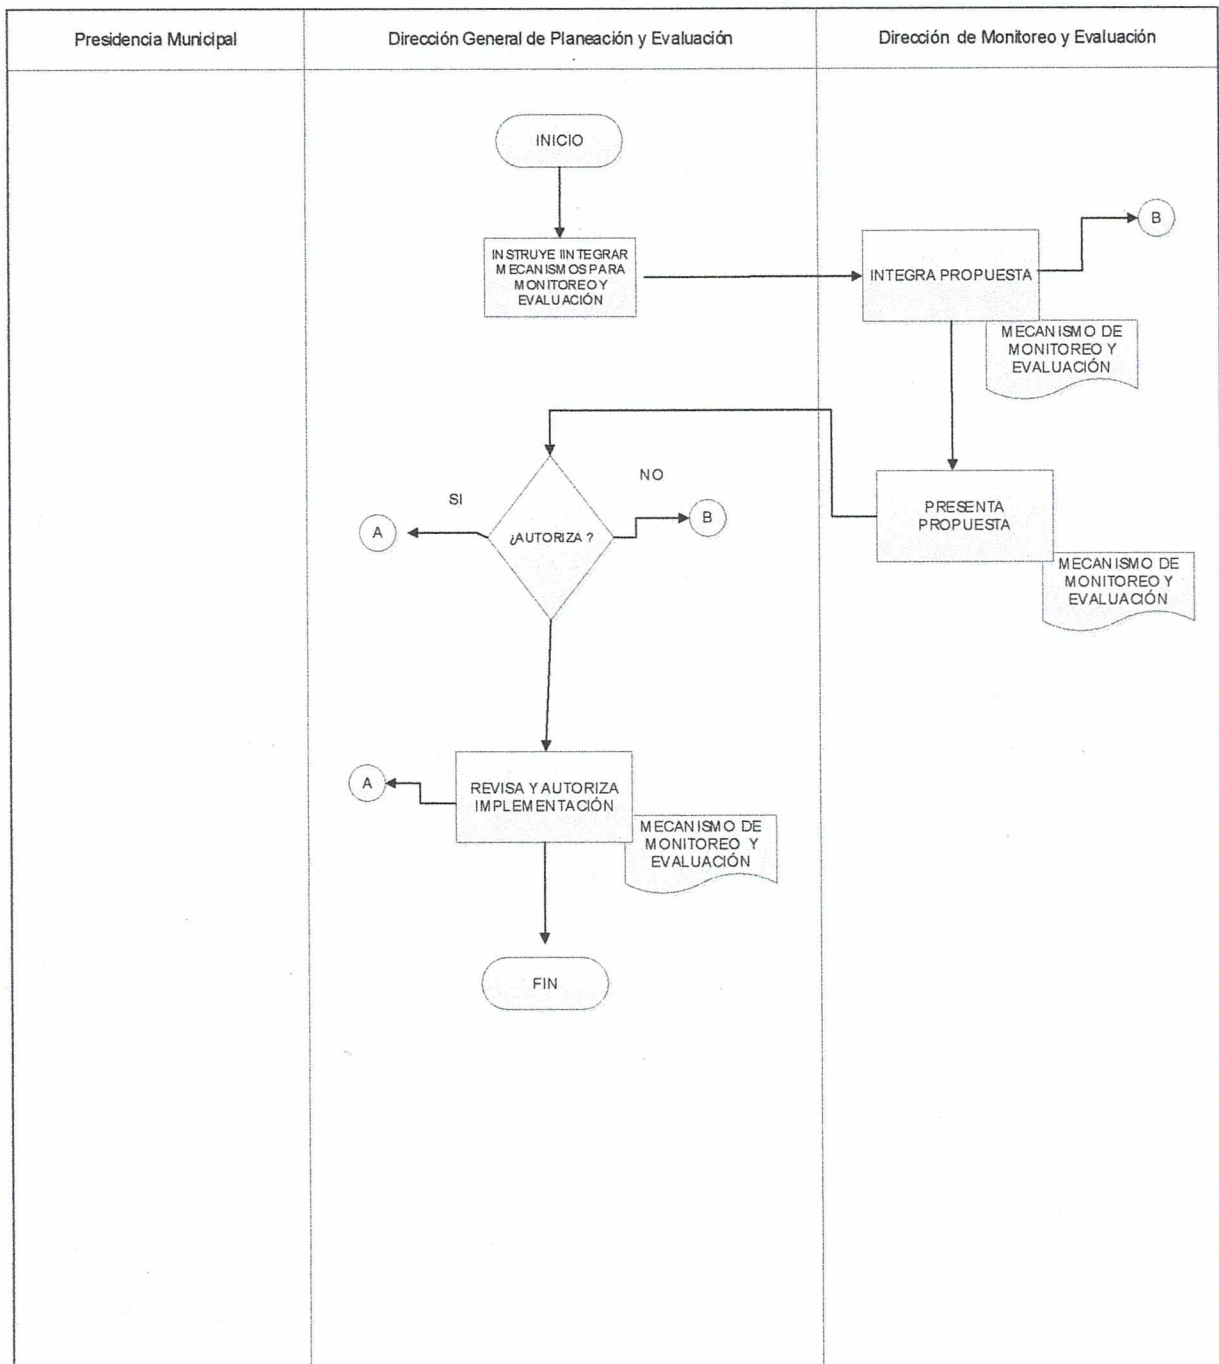 Presidencia Municipal
Dirección General de Planeación y Evaluación
Dirección de Monitoreo y Evaluación
INICIO
B
INSTRUYE IINTEGRAR
MECANISMOS PARA
MONITOREO Y
EVALUACIÓN
INTEGRA PROPUESTA
MECANISMO DE
MONITOREO Y
EVALUACIÓN
SI
NO
A
¿AUTORIZA ?
B
PRESENTA
PROPUESTA
MECANISMO DE
MONITOREO Y
EVALUACIÓN
A
REVISA Y AUTORIZA
IMPLEMENTACIÓN
MECANISMO DE
MONITOREO Y
EVALUACIÓN
FIN